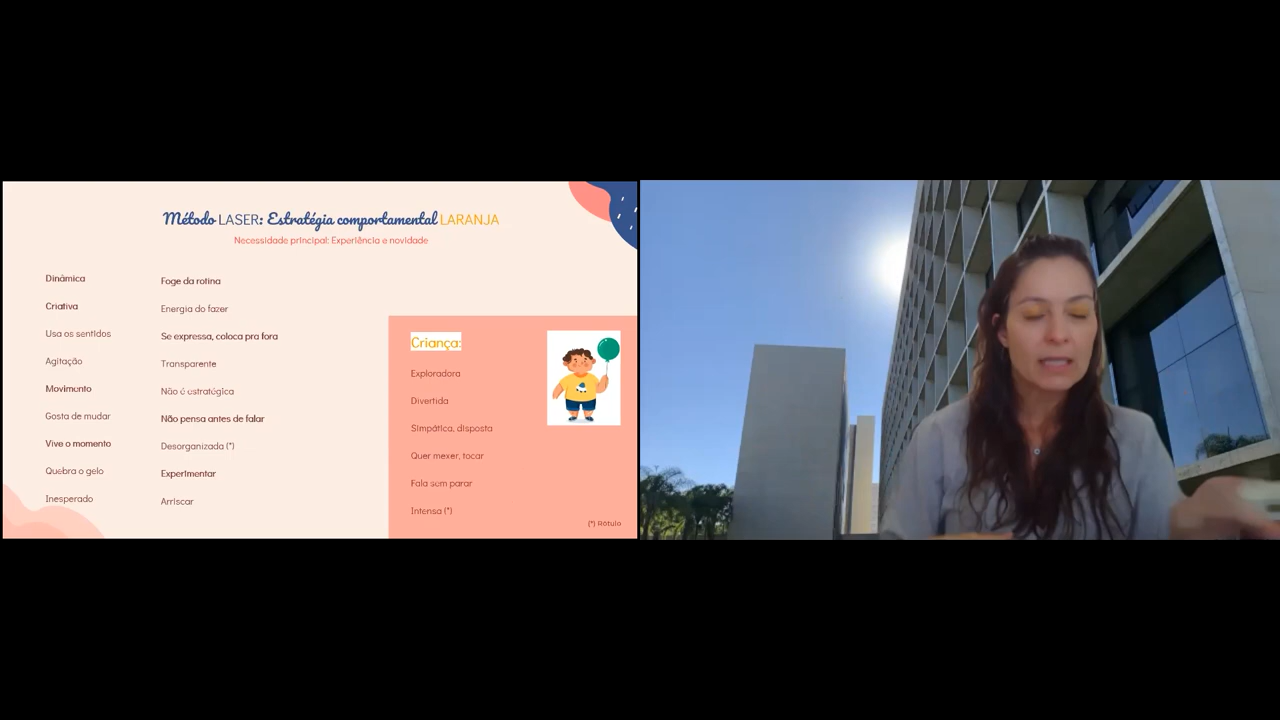 Método LASER: Estratégia comportamental LARANJA
Necessidade principal: Experiência e novidade
Dinâmica
Criativa
Usa os sentidos
Agitação
Movimento
Gosta de mudar
Vive o momento
Quebra o gelo
Inesperado
Foge da rotina
Energia do fazer
Se expressa, coloca pra fora
Transparente
Não é estratégica
Não pensa antes de falar
Desorganizada (*)
Experimentar
Arriscar
Criança:
Exploradora
Divertida
Simpática, disposta
Quer mexer, tocar
Fala sem parar
Intensa (*)
(*) Rótulo